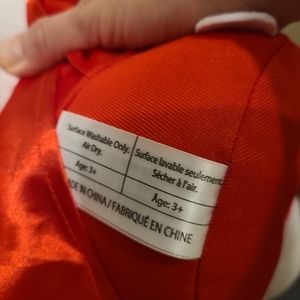 Surface Washable Only.
Air Dry.
Age: 3+
Surface lavable seulement.
Sécher à l'air.
Âge: 3+
IN CHINA / FABRIQUÉ EN CHINE